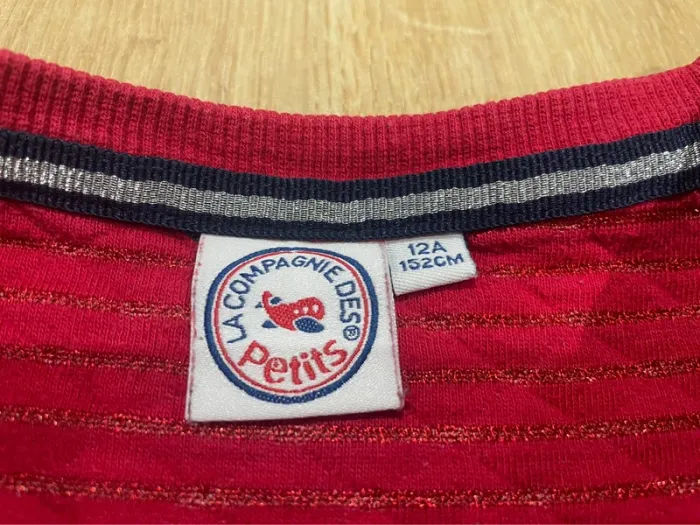 LA COMPAGNIE DES®
Petits
12A
152CM